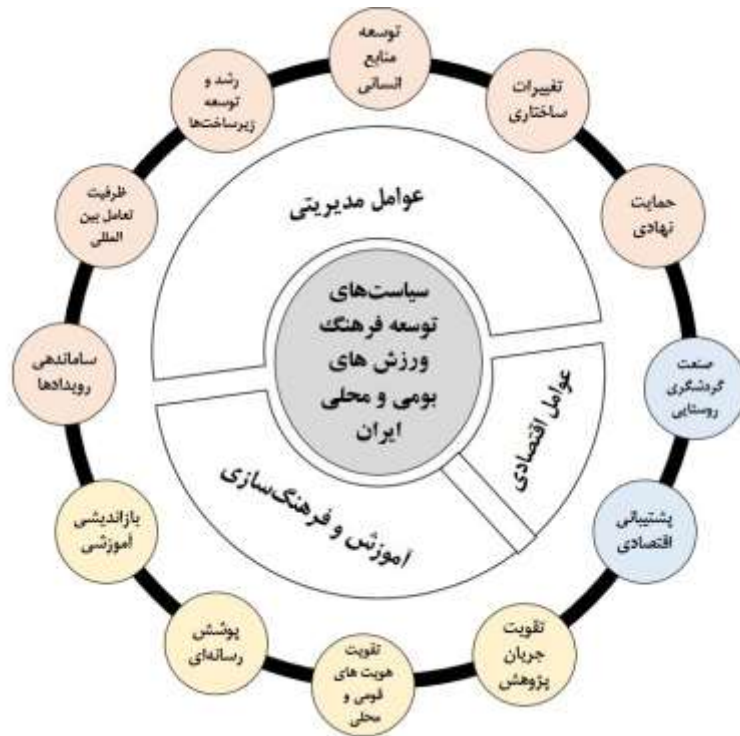 توسعه
منابع
انسانی
تغییرات
ساختاری
حمایت
نهادی
صنعت
گردشگری
روستایی
پشتیبانی
اقتصادی
تقویت
جریان
پژوهش
تقویت
هویت های
قومی و
محلی
پوشش
رسانه‌ای
بازاندیشی
آموزشی
ساماندهی
رویدادها
ظرفیت
تعامل بین
المللی
رشد و
توسعه
زیرساخت‌ها
عوامل مدیریتی
عوامل اقتصادی
آموزش و فرهنگ‌سازی
سیاست‌های
توسعه فرهنگ
ورزش های
بومی و محلی
ایران